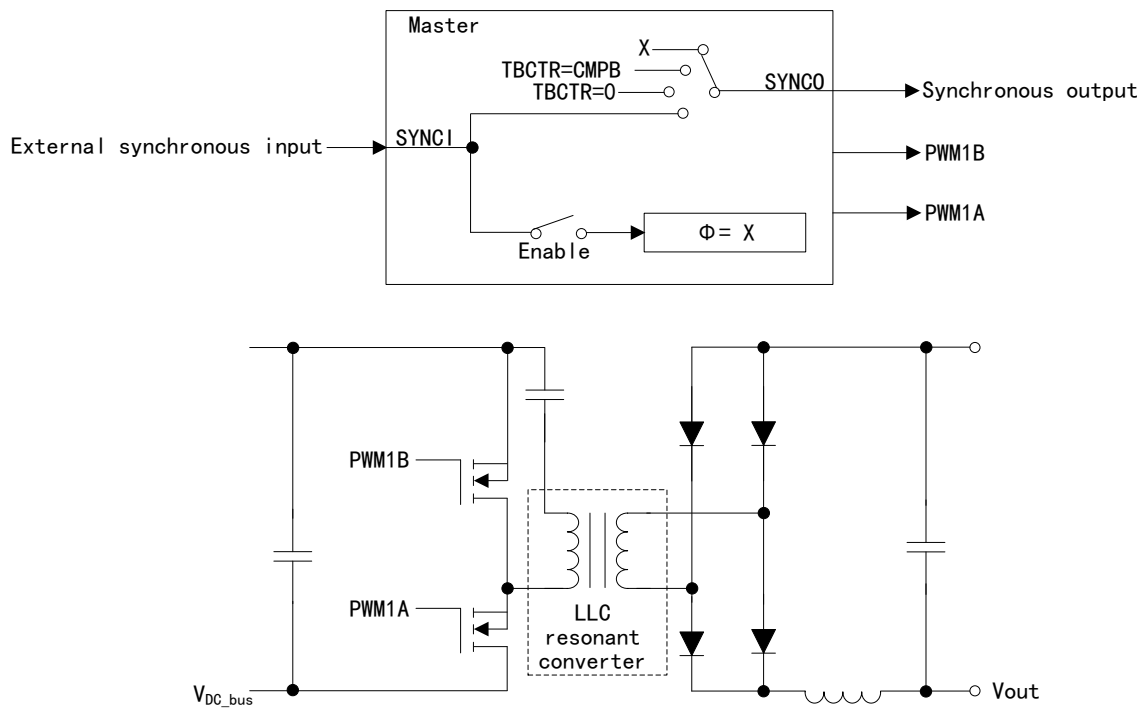 Master
X
TBCTR=CMPB
TBCTR=0
SYNCO
Synchronous output
External synchronous input
SYNCI
PWM1B
PWM1A
Enable
Φ= X
PWM1B
PWM1A
LLC
resonant
converter
VDC_bus
Vout